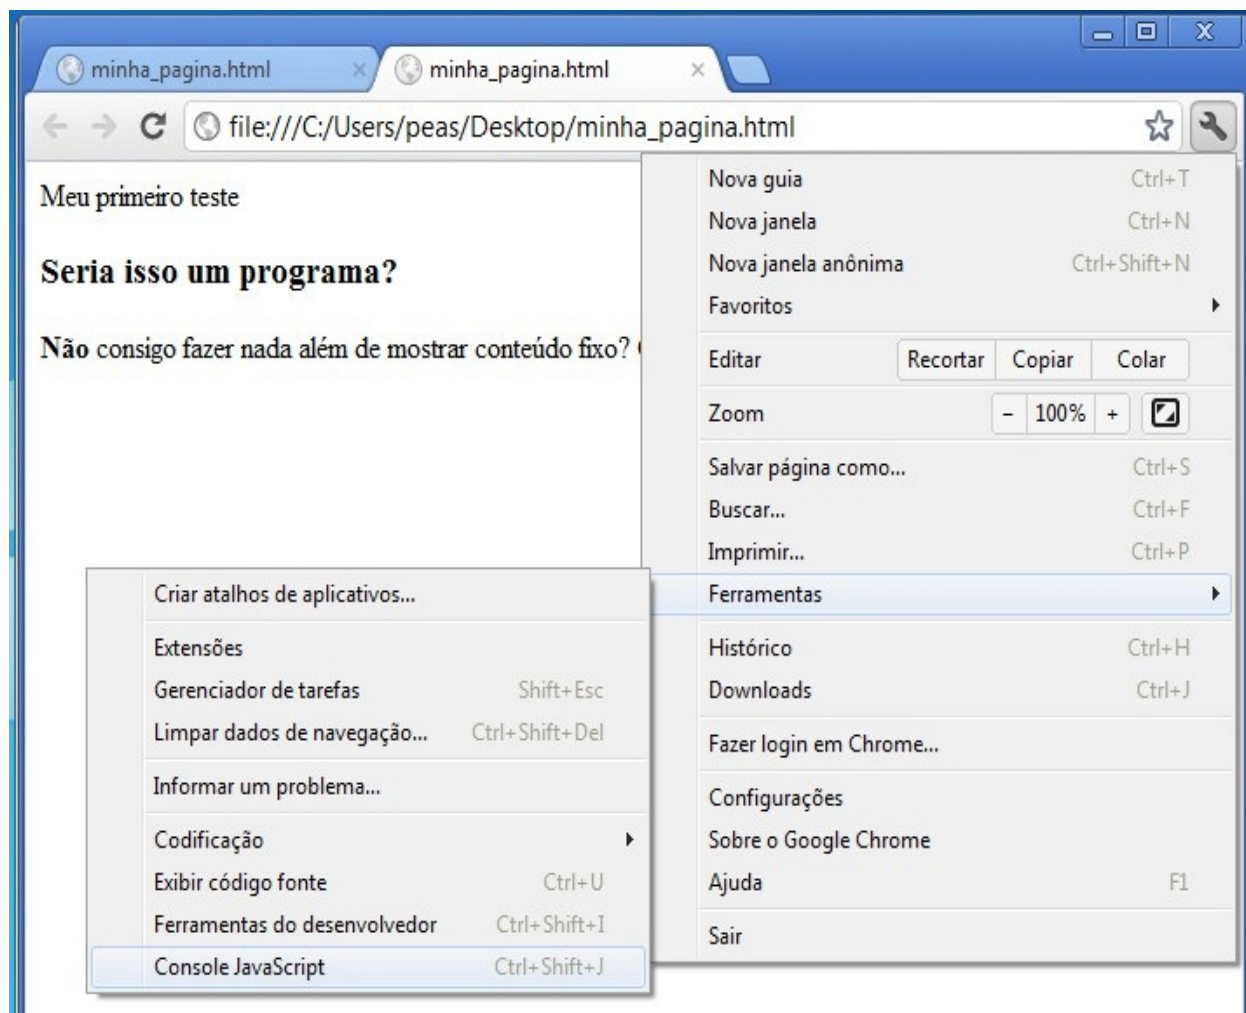 minha_pagina.html
minha_pagina.html
file:///C:/Users/peas/Desktop/minha_pagina.html
Meu primeiro teste
Seria isso um programa?
Não consigo fazer nada além de mostrar conteúdo fixo?
Nova guia Ctrl+T
Nova janela Ctrl+N
Nova janela anônima Ctrl+Shift+N
Favoritos
Editar Recortar Copiar Colar
Zoom - 100% +
Salvar página como... Ctrl+S
Buscar... Ctrl+F
Imprimir... Ctrl+P
Ferramentas
Histórico Ctrl+H
Downloads Ctrl+J
Fazer login em Chrome...
Configurações
Sobre o Google Chrome
Ajuda F1
Sair
Criar atalhos de aplicativos...
Extensões
Gerenciador de tarefas Shift+Esc
Limpar dados de navegação... Ctrl+Shift+Del
Informar um problema...
Codificação
Exibir código fonte Ctrl+U
Ferramentas do desenvolvedor Ctrl+Shift+I
Console JavaScript Ctrl+Shift+J